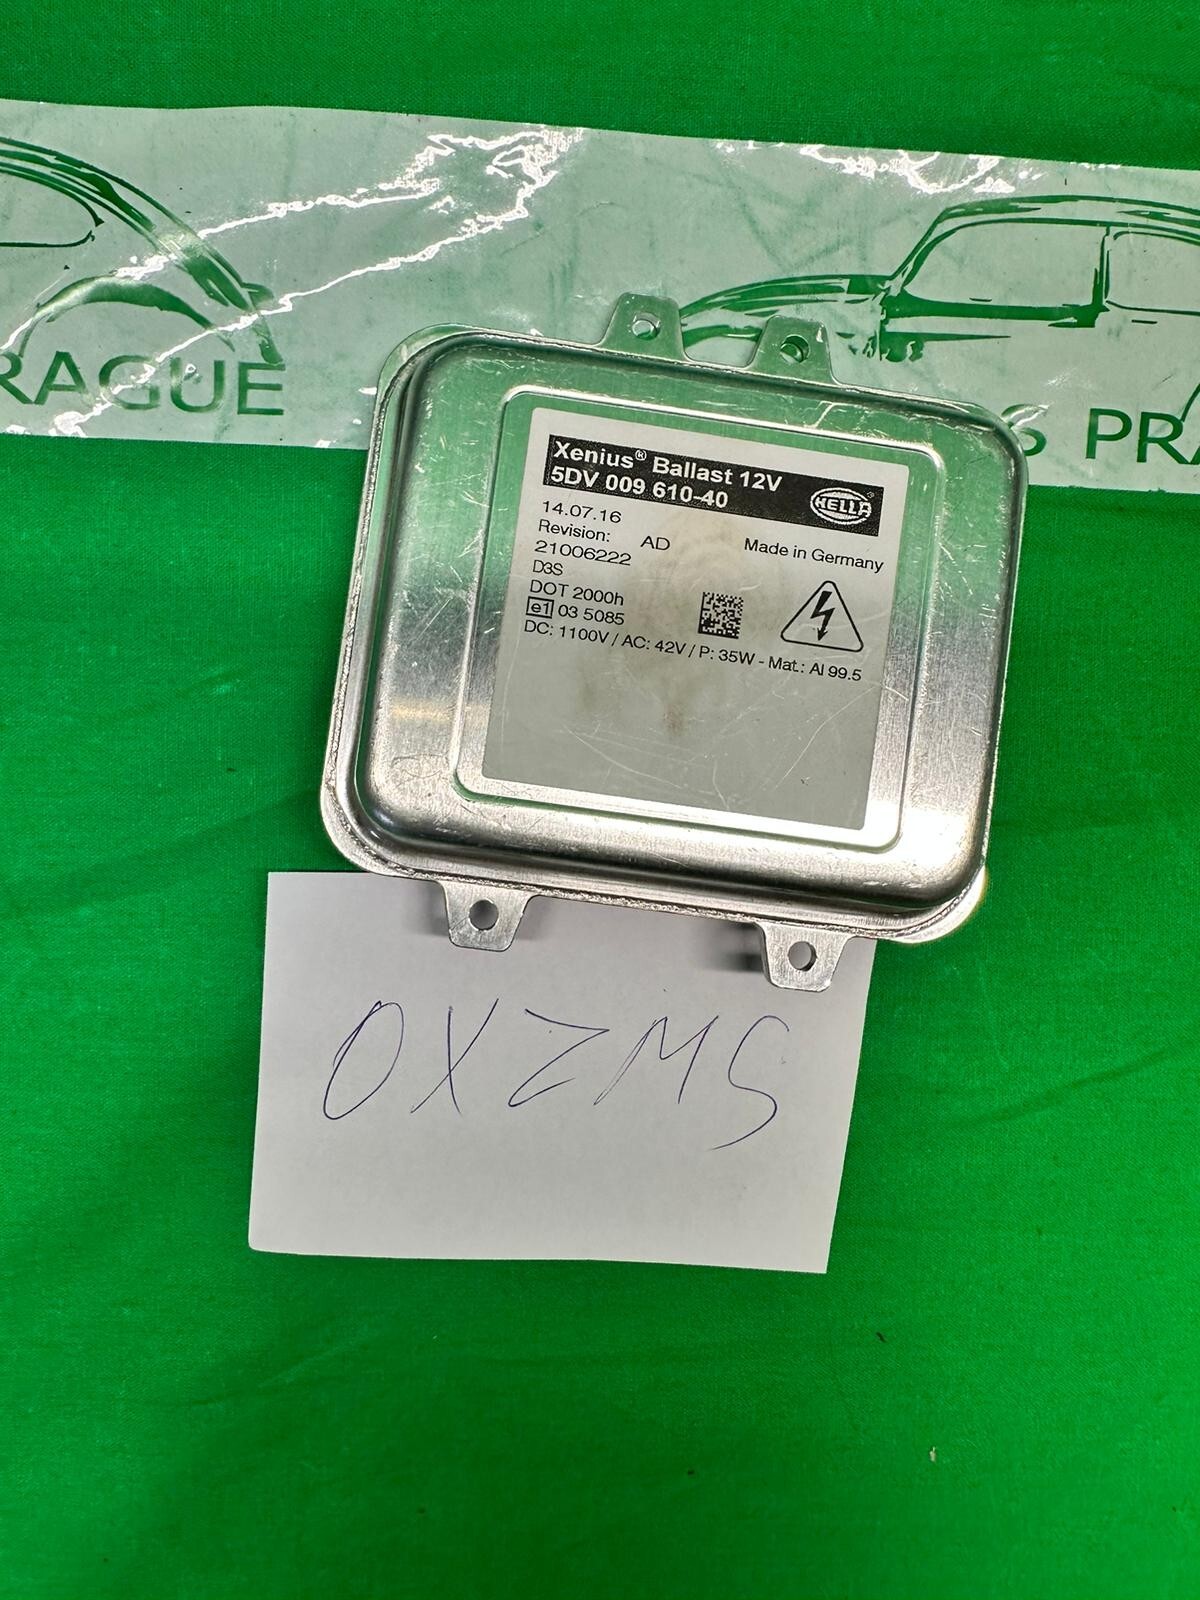 RAGUE
S PRA
Xenius® Ballast 12V
5DV 009 610-40
HELLA®
14.07.16
Revision: AD
Made in Germany
21006222
D3S
DOT 2000h
e1 03 5085
DC: 1100V / AC: 42V / P: 35W - Mat.: Al 99.5
OXZMS